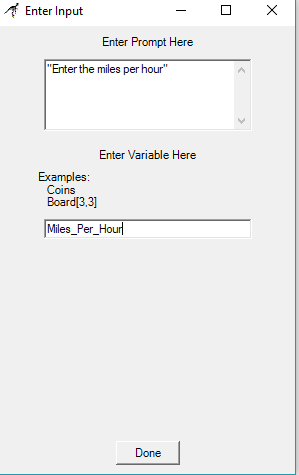 Enter Input
Enter Prompt Here
"Enter the miles per hour"
Enter Variable Here
Examples:
Coins
Board[3,3]
Miles_Per_Hour
Done